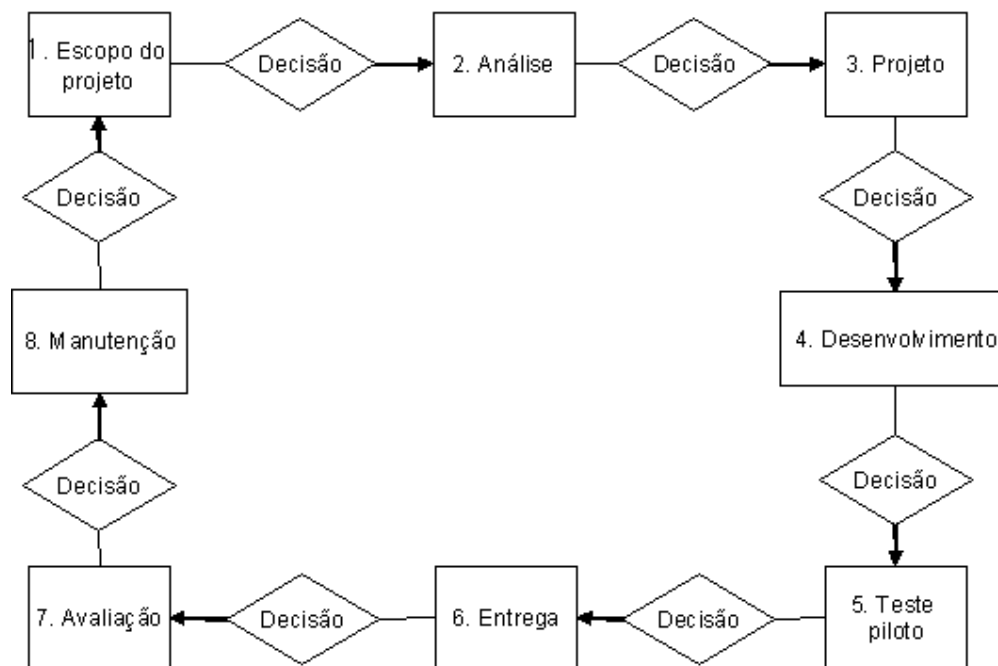 1. Escopo do
projeto
Decisão
2. Análise
Decisão
3. Projeto
Decisão
Decisão
8. Manutenção
4. Desenvolvimento
Decisão
Decisão
7. Avaliação
Decisão
6. Entrega
Decisão
5. Teste
piloto